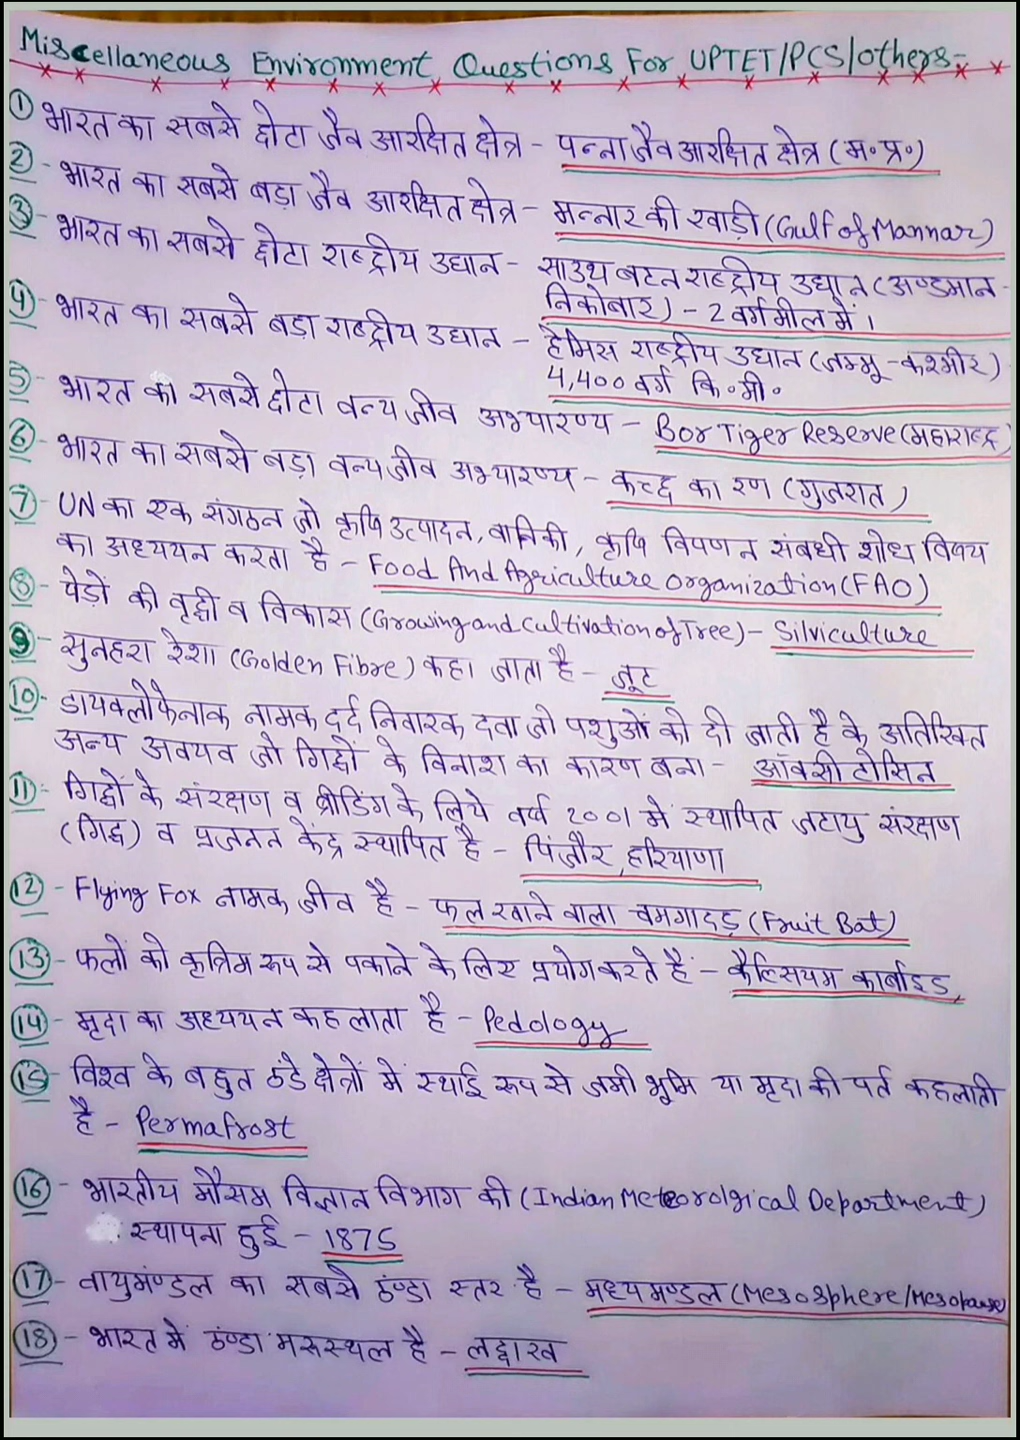 Miscellaneous Environment Questions For UPTET/PCS/others:-
① भारत का सबसे छोटा जैव आरक्षित क्षेत्र - पन्ना जैव आरक्षित क्षेत्र (म॰प्र॰)
② - भारत का सबसे बड़ा जैव आरक्षित क्षेत्र - मन्नार की खाड़ी (Gulf of Mannar)
③ - भारत का सबसे छोटा राष्ट्रीय उद्यान - साउथ बटन राष्ट्रीय उद्यान (अण्डमान -
निकोबार) - 2 वर्ग मील में।
④ - भारत का सबसे बड़ा राष्ट्रीय उद्यान - हेमिस राष्ट्रीय उद्यान (जम्मू - कश्मीर)
4,400 वर्ग कि॰मी॰
⑤ - भारत का सबसे छोटा वन्य जीव अभ्यारण्य - Bor Tiger Reserve (महाराष्ट्र)
⑥ - भारत का सबसे बड़ा वन्यजीव अभ्यारण्य - कच्छ का रण (गुजरात)
⑦ - UN का एक संगठन जो कृषि उत्पादन, वानिकी, कृषि विपणन संबंधी शोध विषय
का अध्ययन करता है - Food And Agriculture Organization (FAO)
⑧ - पेड़ों की वृद्धी व विकास (Growing and cultivation of Tree) - Silviculture
⑨ - सुनहरा रेशा (Golden Fibre) कहा जाता है - जूट
⑩ - डायक्लोफेनाक नामक दर्द निवारक दवा जो पशुओं को दी जाती है के अतिरिक्त
अन्य अवयव जो गिद्धों के विनाश का कारण बना - ऑक्सीटोसिन
⑪ - गिद्धों के संरक्षण व ब्रीडिंग के लिये वर्ष 2001 में स्थापित जटायु संरक्षण
(गिद्ध) व प्रजनन केंद्र स्थापित है - पिंजौर, हरियाणा
⑫ - Flying Fox नामक जीव है - फल खाने वाला चमगादड़ (Fruit Bat)
⑬ - फलों को कृत्रिम रूप से पकाने के लिए प्रयोग करते हैं - कैल्सियम कार्बाइड,
⑭ - मृदा का अध्ययन कहलाता है - Pedology
⑮ - विश्व के बहुत ठंडे क्षेत्रों में स्थाई रूप से जमी भूमि या मृदा की पर्त कहलाती
है - Permafrost
⑯ - भारतीय मौसम विज्ञान विभाग की (Indian Meteorolgical Department)
स्थापना हुई - 1875
⑰ - वायुमंण्डल का सबसे ठंण्डा स्तर है - मध्यमण्डल (Mesosphere/Mesopause)
⑱ - भारत में ठंण्डा मरुस्थल है - लद्दाख